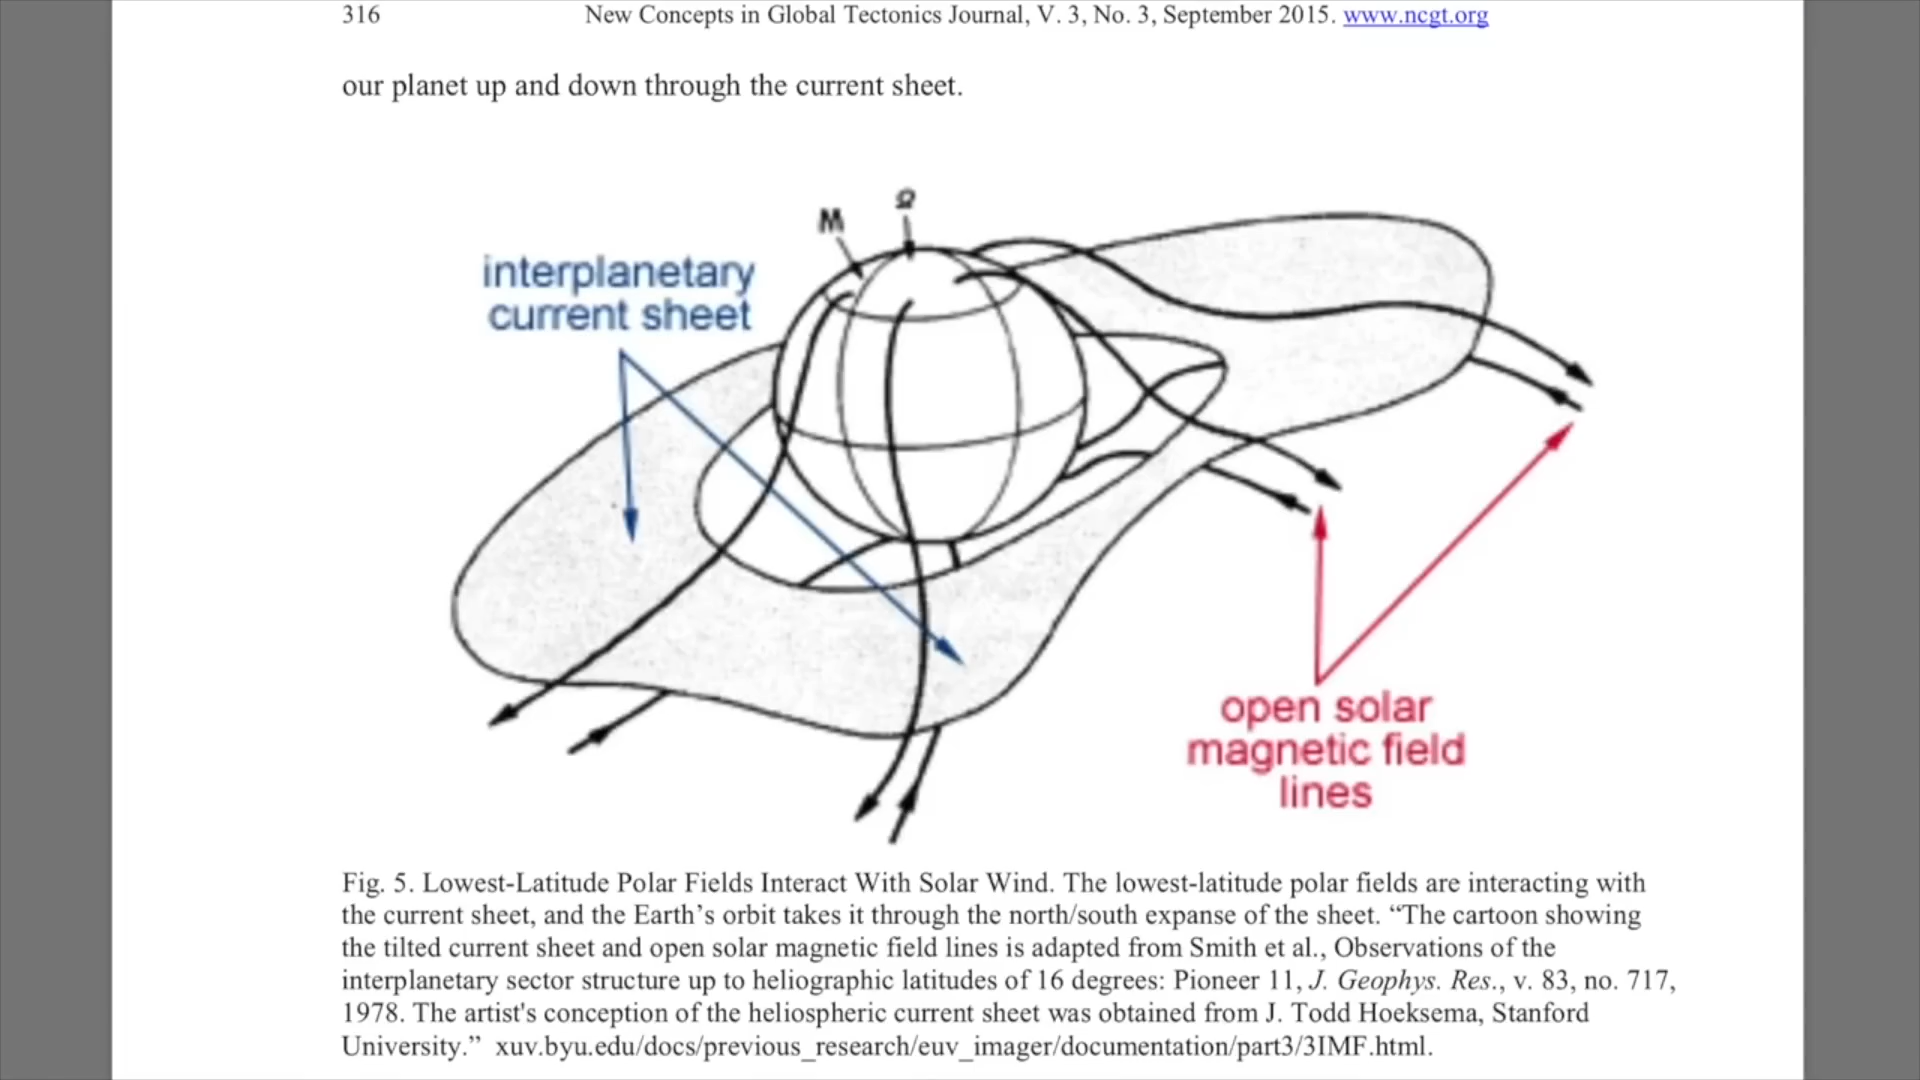 316 New Concepts in Global Tectonics Journal, V. 3, No. 3, September 2015. www.ncgt.org
our planet up and down through the current sheet.
M Ω
interplanetary
current sheet
open solar
magnetic field
lines
Fig. 5. Lowest-Latitude Polar Fields Interact With Solar Wind. The lowest-latitude polar fields are interacting with
the current sheet, and the Earth’s orbit takes it through the north/south expanse of the sheet. “The cartoon showing
the tilted current sheet and open solar magnetic field lines is adapted from Smith et al., Observations of the
interplanetary sector structure up to heliographic latitudes of 16 degrees: Pioneer 11, J. Geophys. Res., v. 83, no. 717,
1978. The artist's conception of the heliospheric current sheet was obtained from J. Todd Hoeksema, Stanford
University.” xuv.byu.edu/docs/previous_research/euv_imager/documentation/part3/3IMF.html.